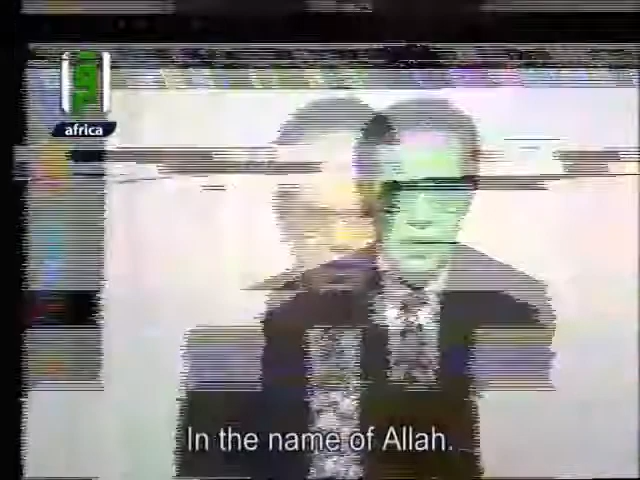 africa
In the name of Allah.